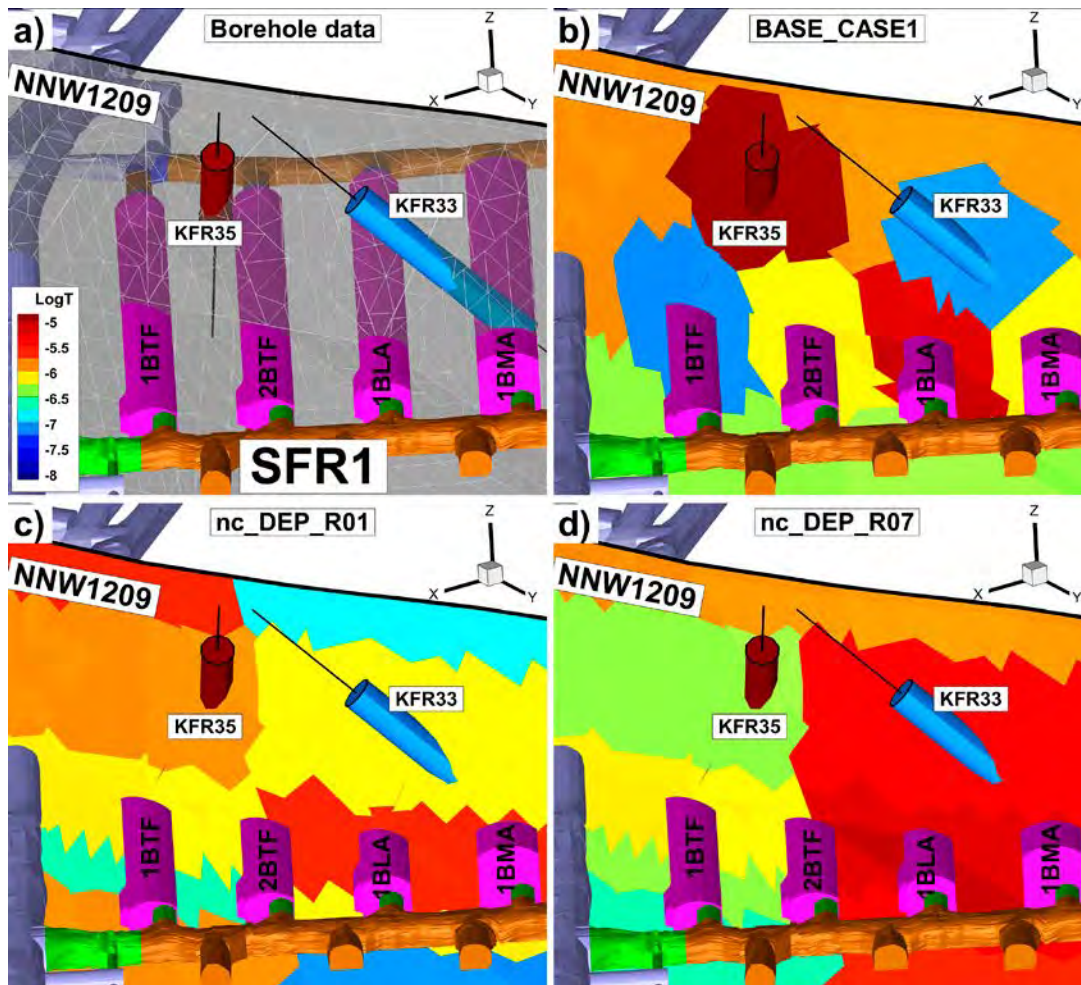 a)
Borehole data
Z
X
Y
NNW1209
KFR35
KFR33
LogT
-5
-5.5
-6
-6.5
-7
-7.5
-8
1BTF
2BTF
1BLA
1BMA
SFR1
b)
BASE_CASE1
Z
X
Y
NNW1209
KFR35
KFR33
1BTF
2BTF
1BLA
1BMA
c)
nc_DEP_R01
Z
X
Y
NNW1209
KFR35
KFR33
1BTF
2BTF
1BLA
1BMA
d)
nc_DEP_R07
Z
X
Y
NNW1209
KFR35
KFR33
1BTF
2BTF
1BLA
1BMA